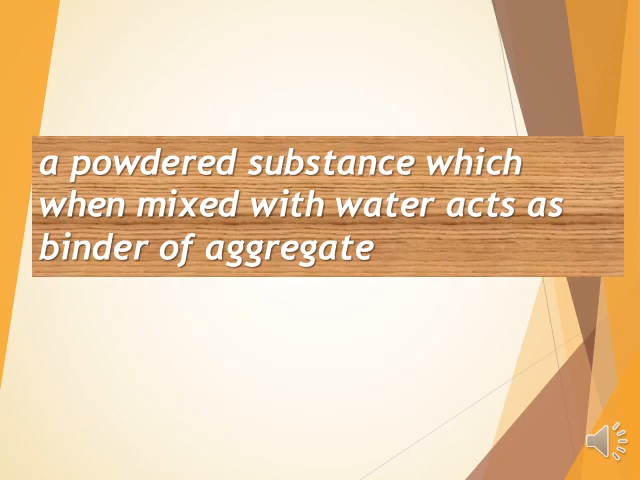 a powdered substance which
when mixed with water acts as
binder of aggregate